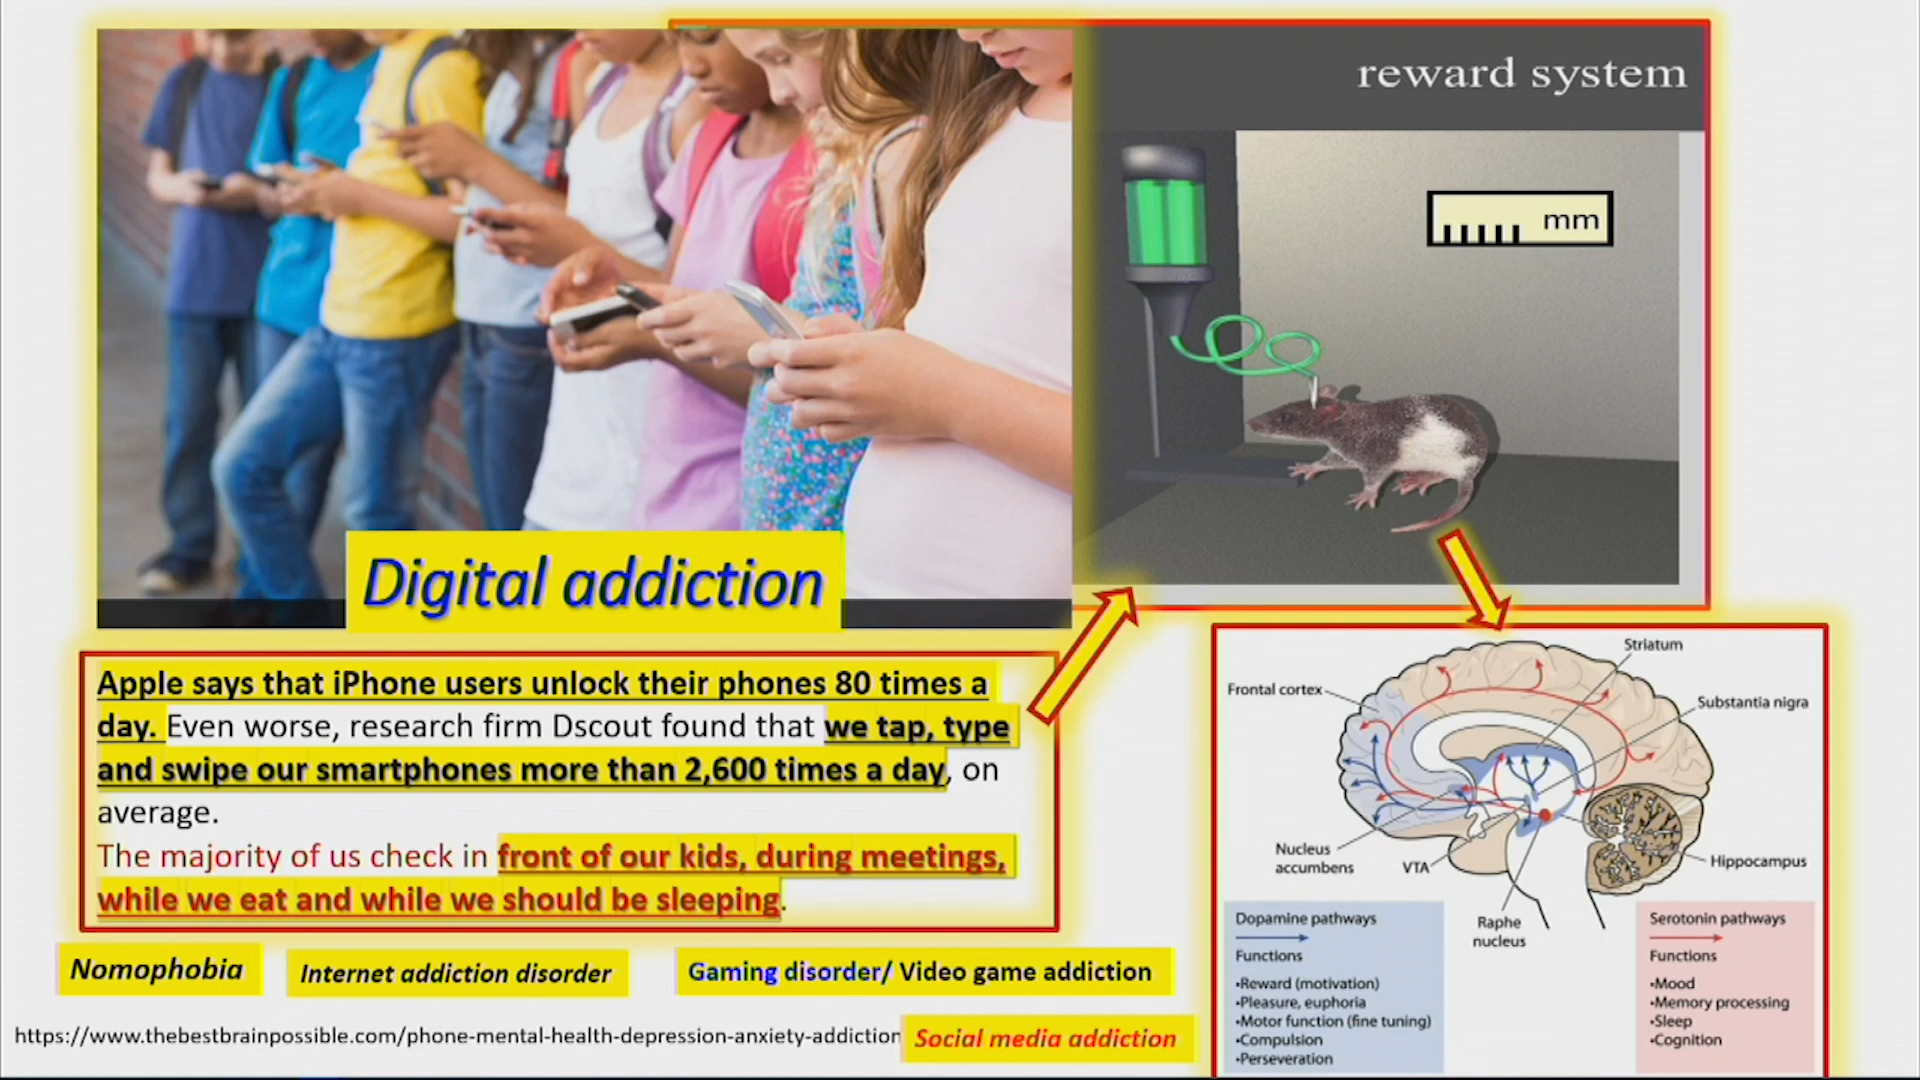 reward system
mm
Digital addiction
Apple says that iPhone users unlock their phones 80 times a
day. Even worse, research firm Dscout found that we tap, type
and swipe our smartphones more than 2,600 times a day, on
average.
The majority of us check in front of our kids, during meetings,
while we eat and while we should be sleeping.
Nomophobia
Internet addiction disorder
Gaming disorder/ Video game addiction
https://www.thebestbrainpossible.com/phone-mental-health-depression-anxiety-addiction
Social media addiction
Striatum
Frontal cortex
Substantia nigra
Nucleus
accumbens
VTA
Hippocampus
Raphe
nucleus
Dopamine pathways
Functions
•Reward (motivation)
•Pleasure, euphoria
•Motor function (fine tuning)
•Compulsion
•Perseveration
Serotonin pathways
Functions
•Mood
•Memory processing
•Sleep
•Cognition